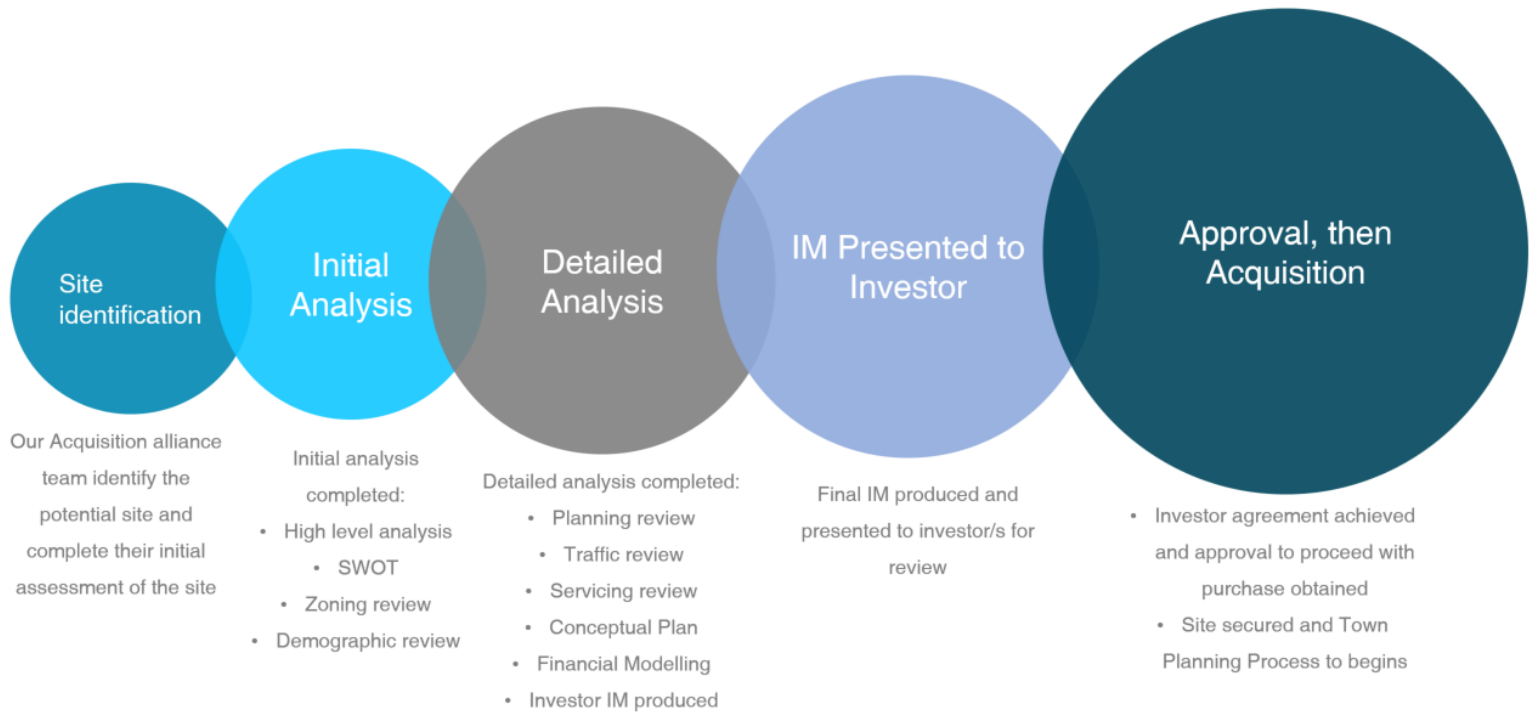 Site
identification
Initial
Analysis
Detailed
Analysis
IM Presented to
Investor
Approval, then
Acquisition
Our Acquisition alliance
team identify the
potential site and
complete their initial
assessment of the site
Initial analysis
completed:
• High level analysis
• SWOT
• Zoning review
• Demographic review
Detailed analysis completed:
• Planning review
• Traffic review
• Servicing review
• Conceptual Plan
• Financial Modelling
• Investor IM produced
Final IM produced and
presented to investor/s for
review
• Investor agreement achieved
and approval to proceed with
purchase obtained
• Site secured and Town
Planning Process to begins